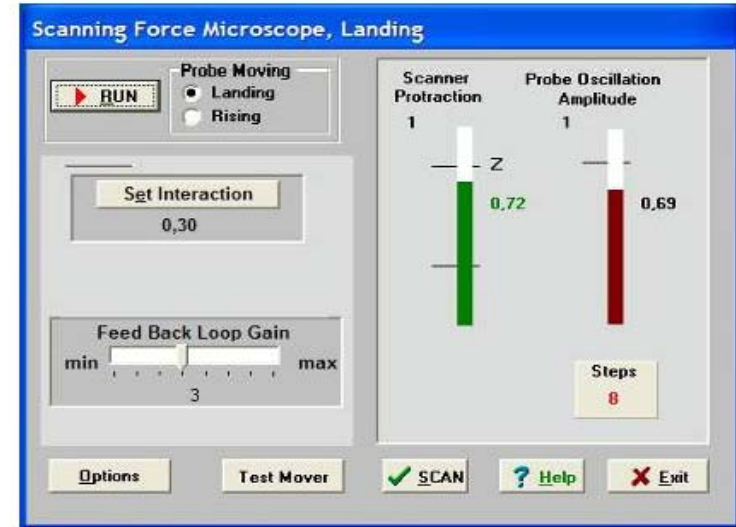 Scanning Force Microscope, Landing
RUN
Probe Moving
Landing
Rising
Set Interaction
0,30
Feed Back Loop Gain
min
max
3
Scanner
Protraction
1
Z
0,72
Probe Oscillation
Amplitude
1
0,69
Steps
8
Options
Test Mover
SCAN
? Help
Exit